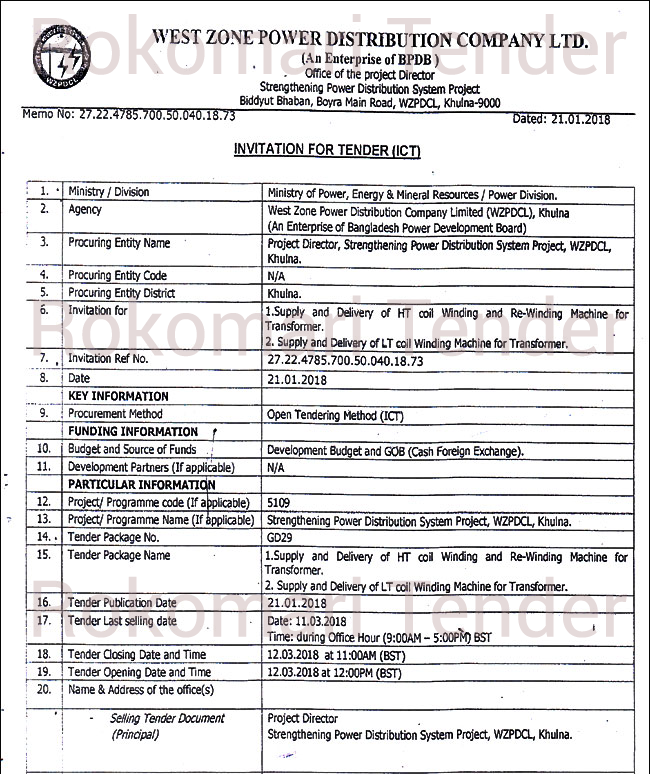 WEST ZONE POWER DISTRIBUTION COMPANY LTD.
(An Enterprise of BPDB )
Office of the project Director
Strengthening Power Distribution System Project
Biddyut Bhaban, Boyra Main Road, WZPDCL, Khulna-9000
WZPDCL
Memo No: 27.22.4785.700.50.040.18.73 Dated: 21.01.2018
INVITATION FOR TENDER (ICT)
1. Ministry / Division Ministry of Power, Energy & Mineral Resources / Power Division.
2. Agency West Zone Power Distribution Company Limited (WZPDCL), Khulna
(An Enterprise of Bangladesh Power Development Board)
3. Procuring Entity Name Project Director, Strengthening Power Distribution System Project, WZPDCL,
Khulna.
4. Procuring Entity Code N/A
5. Procuring Entity District Khulna.
6. Invitation for 1.Supply and Delivery of HT coil Winding and Re-Winding Machine for
Transformer.
2. Supply and Delivery of LT coil Winding Machine for Transformer.
7. Invitation Ref No. 27.22.4785.700.50.040.18.73
8. Date 21.01.2018
KEY INFORMATION
9. Procurement Method Open Tendering Method (ICT)
FUNDING INFORMATION
10. Budget and Source of Funds Development Budget and GOB (Cash Foreign Exchange).
11. Development Partners (If applicable) N/A
PARTICULAR INFORMATION
12. Project/ Programme code (If applicable) 5109
13. Project/ Programme Name (If applicable) Strengthening Power Distribution System Project, WZPDCL, Khulna.
14. Tender Package No. GD29
15. Tender Package Name 1.Supply and Delivery of HT coil Winding and Re-Winding Machine for
Transformer.
2. Supply and Delivery of LT coil Winding Machine for Transformer.
16. Tender Publication Date 21.01.2018
17. Tender Last selling date Date: 11.03.2018
Time: during Office Hour (9:00AM – 5:00PM) BST
18. Tender Closing Date and Time 12.03.2018 at 11:00AM (BST)
19. Tender Opening Date and Time 12.03.2018 at 12:00PM (BST)
20. Name & Address of the office(s)
- Selling Tender Document Project Director
(Principal) Strengthening Power Distribution System Project, WZPDCL, Khulna.
Rokomari Tender
Rokomari Tender
Rokomari Tender